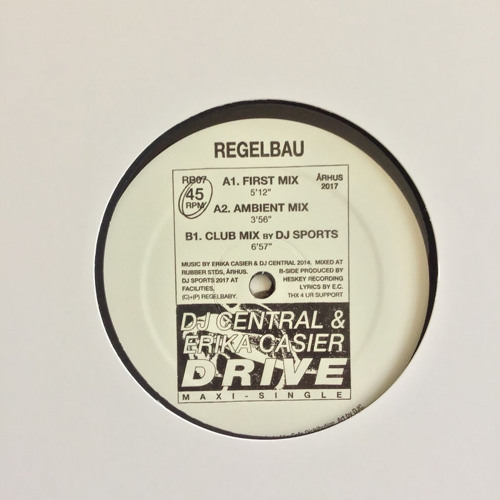 REGELBAU
RB07 A1. FIRST MIX ÅRHUS
45 5'12" 2017
RPM A2. AMBIENT MIX
3'56"
B1. CLUB MIX BY DJ SPORTS
6'57"
MUSIC BY ERIKA CASIER & DJ CENTRAL 2014. MIXED AT
RUBBER STDS, ÅRHUS. B-SIDE PRODUCED BY
DJ SPORTS 2017 AT HESKEY RECORDING
FACILITIES. LYRICS BY E.C.
(C)+(P) REGELBABY. THX 4 UR SUPPORT
DJ CENTRAL &
ERIKA CASIER
DRIVE
MAXI-SINGLE
Distribution. Art by